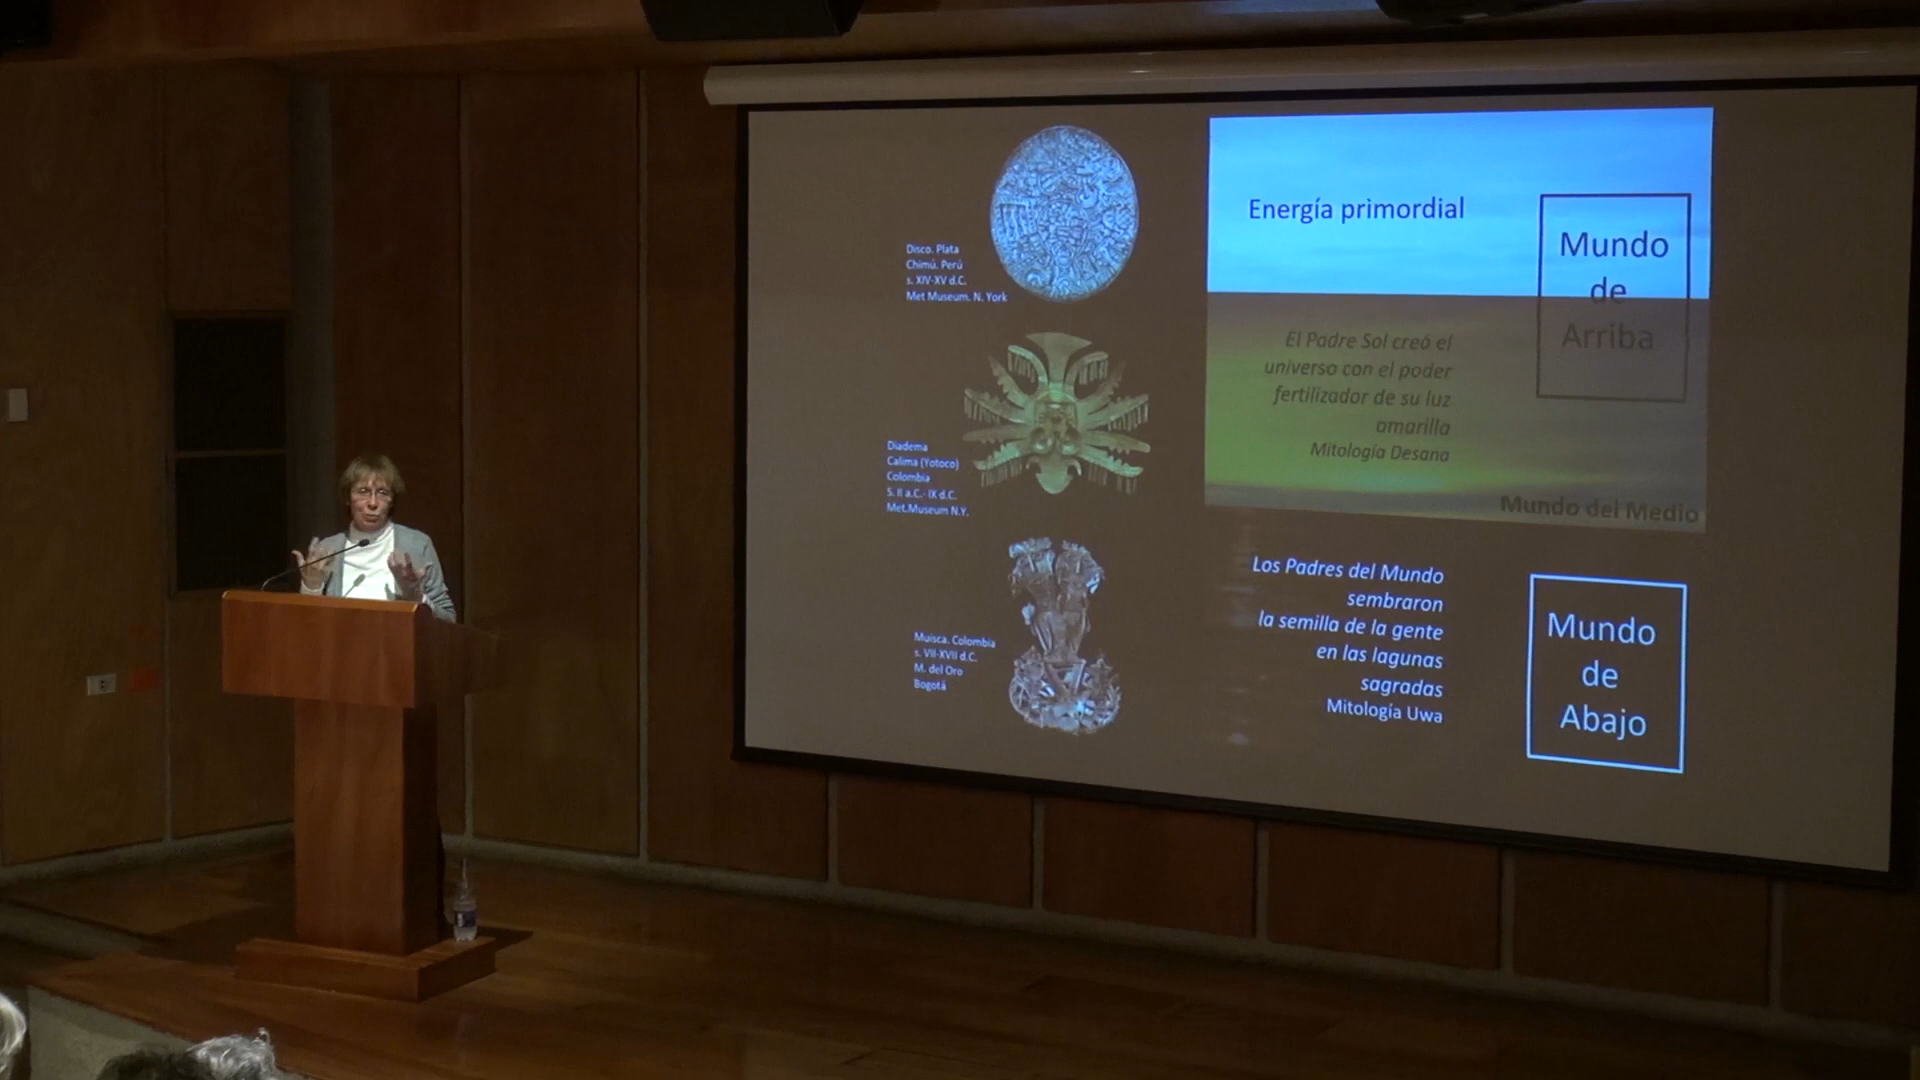 Disco. Plata
Chimú. Perú
s. XIV-XV d.C.
Met Museum. N. York
Energía primordial
Mundo
de
Arriba
El Padre Sol creó el
universo con el poder
fertilizador de su luz
amarilla
Mitología Desana
Mundo del Medio
Diadema
Calima (Yotoco)
Colombia
S. II a.C.- IX d.C.
Met.Museum N.Y.
Los Padres del Mundo
sembraron
la semilla de la gente
en las lagunas
sagradas
Mitología Uwa
Mundo
de
Abajo
Muisca. Colombia
s. VII-XVII d.C.
M. del Oro
Bogotá